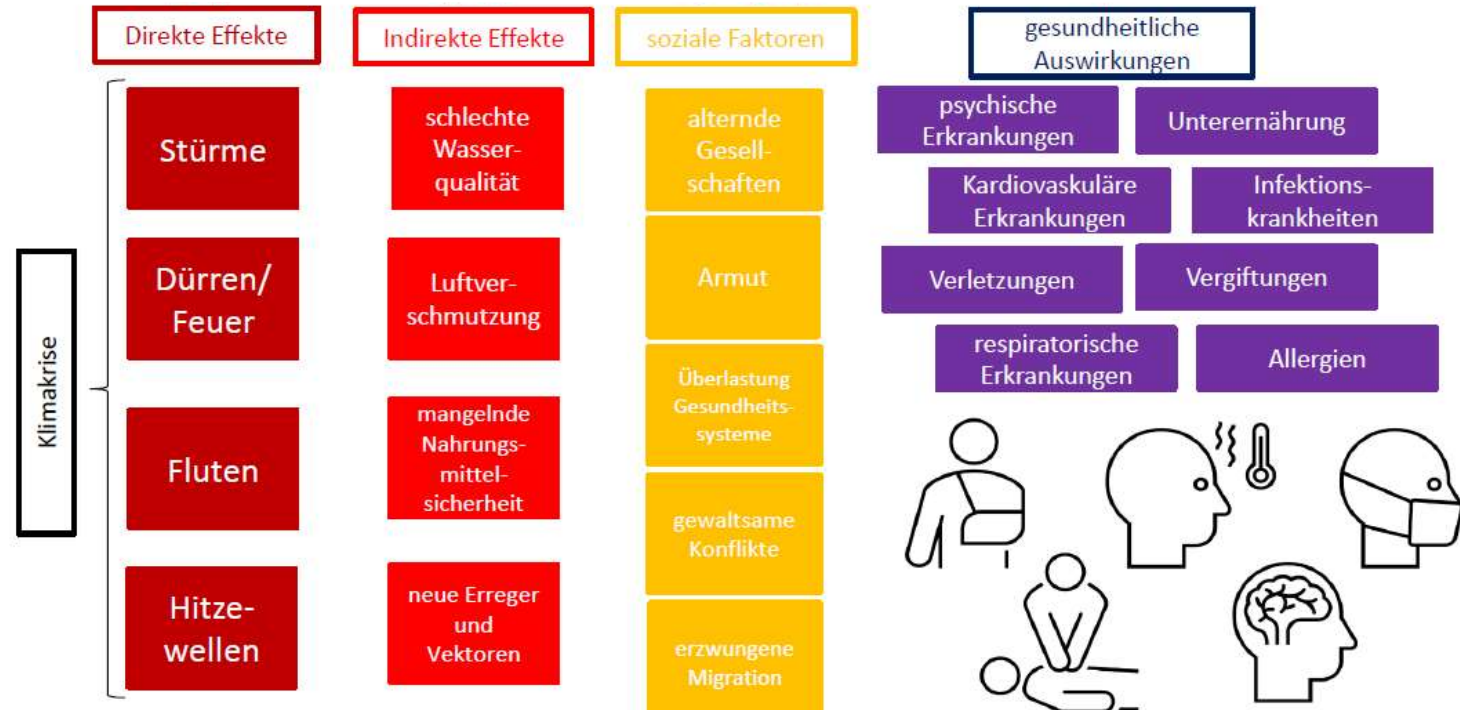 Direkte Effekte
Indirekte Effekte
soziale Faktoren
gesundheitliche
Auswirkungen
Klimakrise
Stürme
Dürren/
Feuer
Fluten
Hitze-
wellen
schlechte
Wasser-
qualität
Luftver-
schmutzung
mangelnde
Nahrungs-
mittel-
sicherheit
neue Erreger
und
Vektoren
alternde
Gesell-
schaften
Armut
Überlastung
Gesundheits-
systeme
gewaltsame
Konflikte
erzwungene
Migration
psychische
Erkrankungen
Unterernährung
Kardiovaskuläre
Erkrankungen
Infektions-
krankheiten
Verletzungen
Vergiftungen
respiratorische
Erkrankungen
Allergien